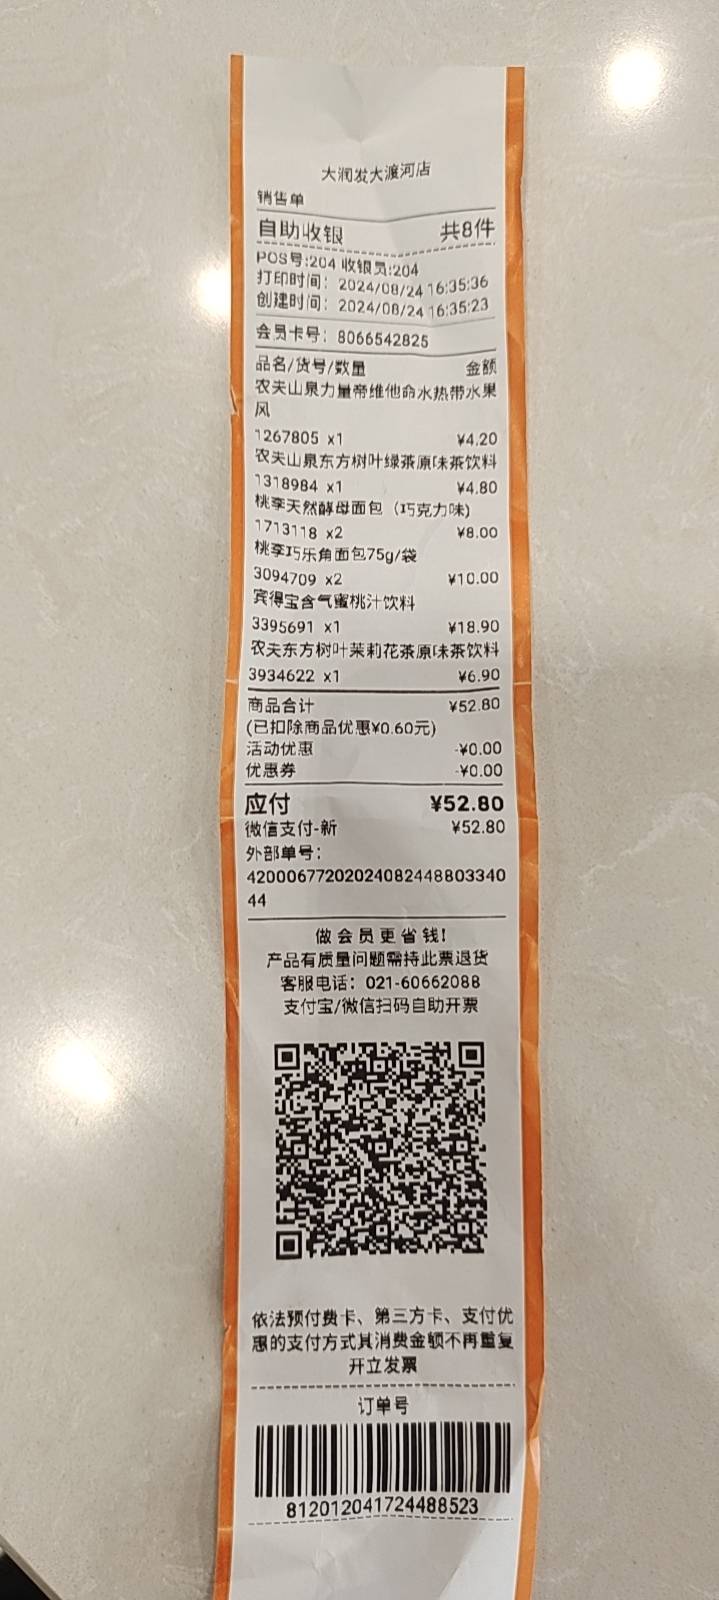 大润发大渡河店
销售单
自助收银 共8件
POS号:204 收银员:204
打印时间：2024/08/24 16:35:36
创建时间：2024/08/24 16:35:23
会员卡号：8066542825
品名/货号/数量 金额
农夫山泉力量帝维他命水热带水果
风
1267805 x1 ¥4.20
农夫山泉东方树叶绿茶原味茶饮料
1318984 x1 ¥4.80
桃李天然酵母面包（巧克力味）
1713118 x2 ¥8.00
桃李巧乐角面包75g/袋
3094709 x2 ¥10.00
宾得宝含气蜜桃汁饮料
3395691 x1 ¥18.90
农夫东方树叶茉莉花茶原味茶饮料
3934622 x1 ¥6.90
商品合计 ¥52.80
(已扣除商品优惠¥0.60元)
活动优惠 -¥0.00
优惠券 -¥0.00
应付 ¥52.80
微信支付-新 ¥52.80
外部单号：
42000677202024082448803340
44
做会员更省钱!
产品有质量问题需持此票退货
客服电话：021-60662088
支付宝/微信扫码自助开票
依法预付费卡、第三方卡、支付优
惠的支付方式其消费金额不再重复
开立发票
订单号
812012041724488523